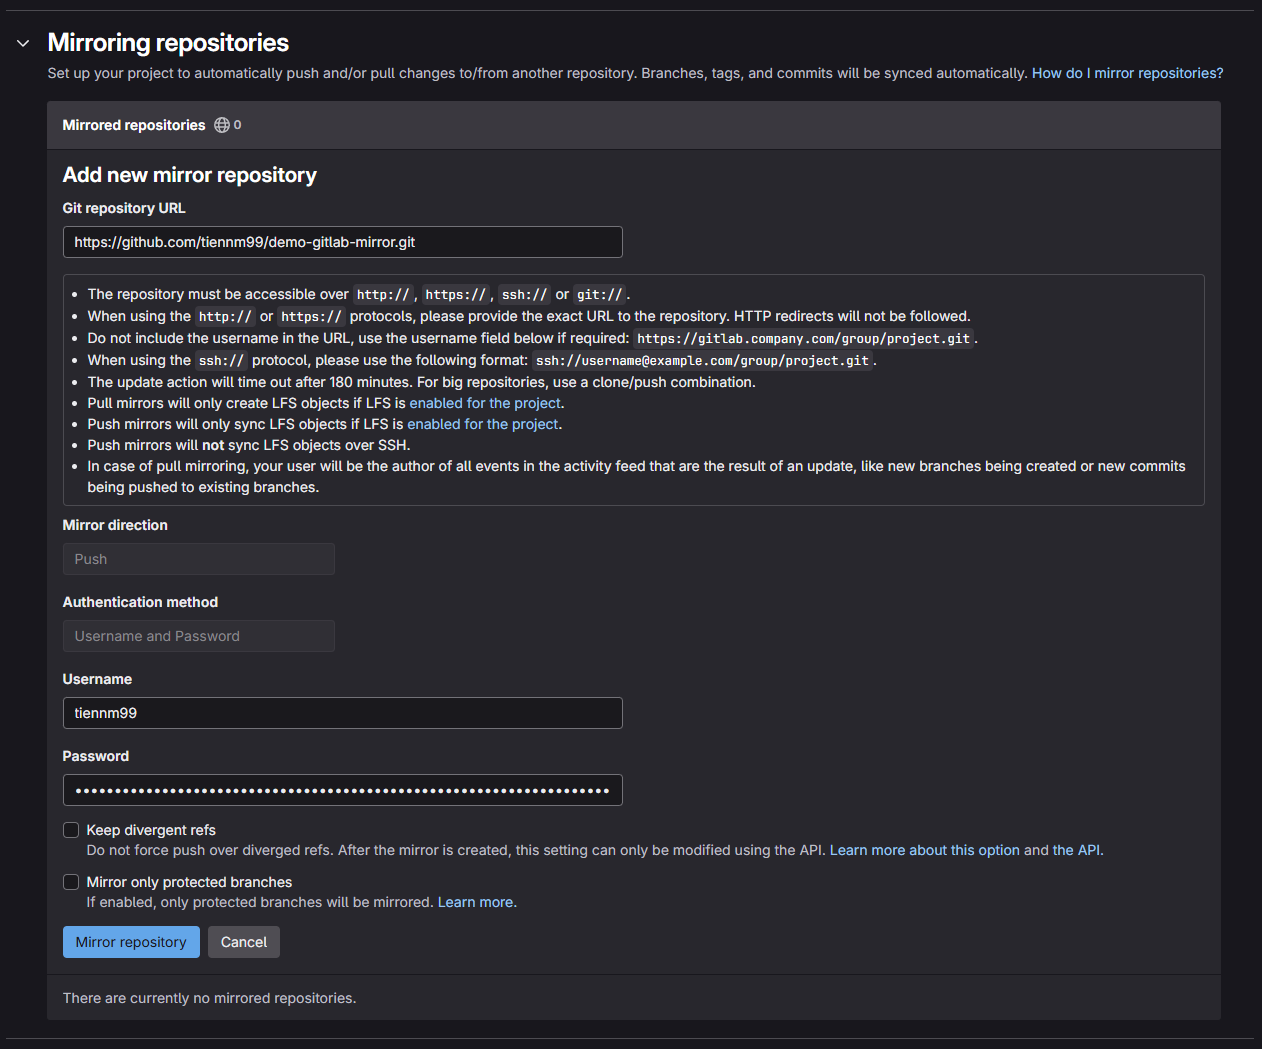 Mirroring repositories
Set up your project to automatically push and/or pull changes to/from another repository. Branches, tags, and commits will be synced automatically. How do I mirror repositories?
Mirrored repositories 0
Add new mirror repository
Git repository URL
https://github.com/tiennm99/demo-gitlab-mirror.git
• The repository must be accessible over http://, https://, ssh:// or git://.
• When using the http:// or https:// protocols, please provide the exact URL to the repository. HTTP redirects will not be followed.
• Do not include the username in the URL, use the username field below if required: https://gitlab.company.com/group/project.git.
• When using the ssh:// protocol, please use the following format: ssh://username@example.com/group/project.git.
• The update action will time out after 180 minutes. For big repositories, use a clone/push combination.
• Pull mirrors will only create LFS objects if LFS is enabled for the project.
• Push mirrors will only sync LFS objects if LFS is enabled for the project.
• Push mirrors will not sync LFS objects over SSH.
• In case of pull mirroring, your user will be the author of all events in the activity feed that are the result of an update, like new branches being created or new commits
being pushed to existing branches.
Mirror direction
Push
Authentication method
Username and Password
Username
tiennm99
Password
Keep divergent refs
Do not force push over diverged refs. After the mirror is created, this setting can only be modified using the API. Learn more about this option and the API.
Mirror only protected branches
If enabled, only protected branches will be mirrored. Learn more.
Mirror repository Cancel
There are currently no mirrored repositories.